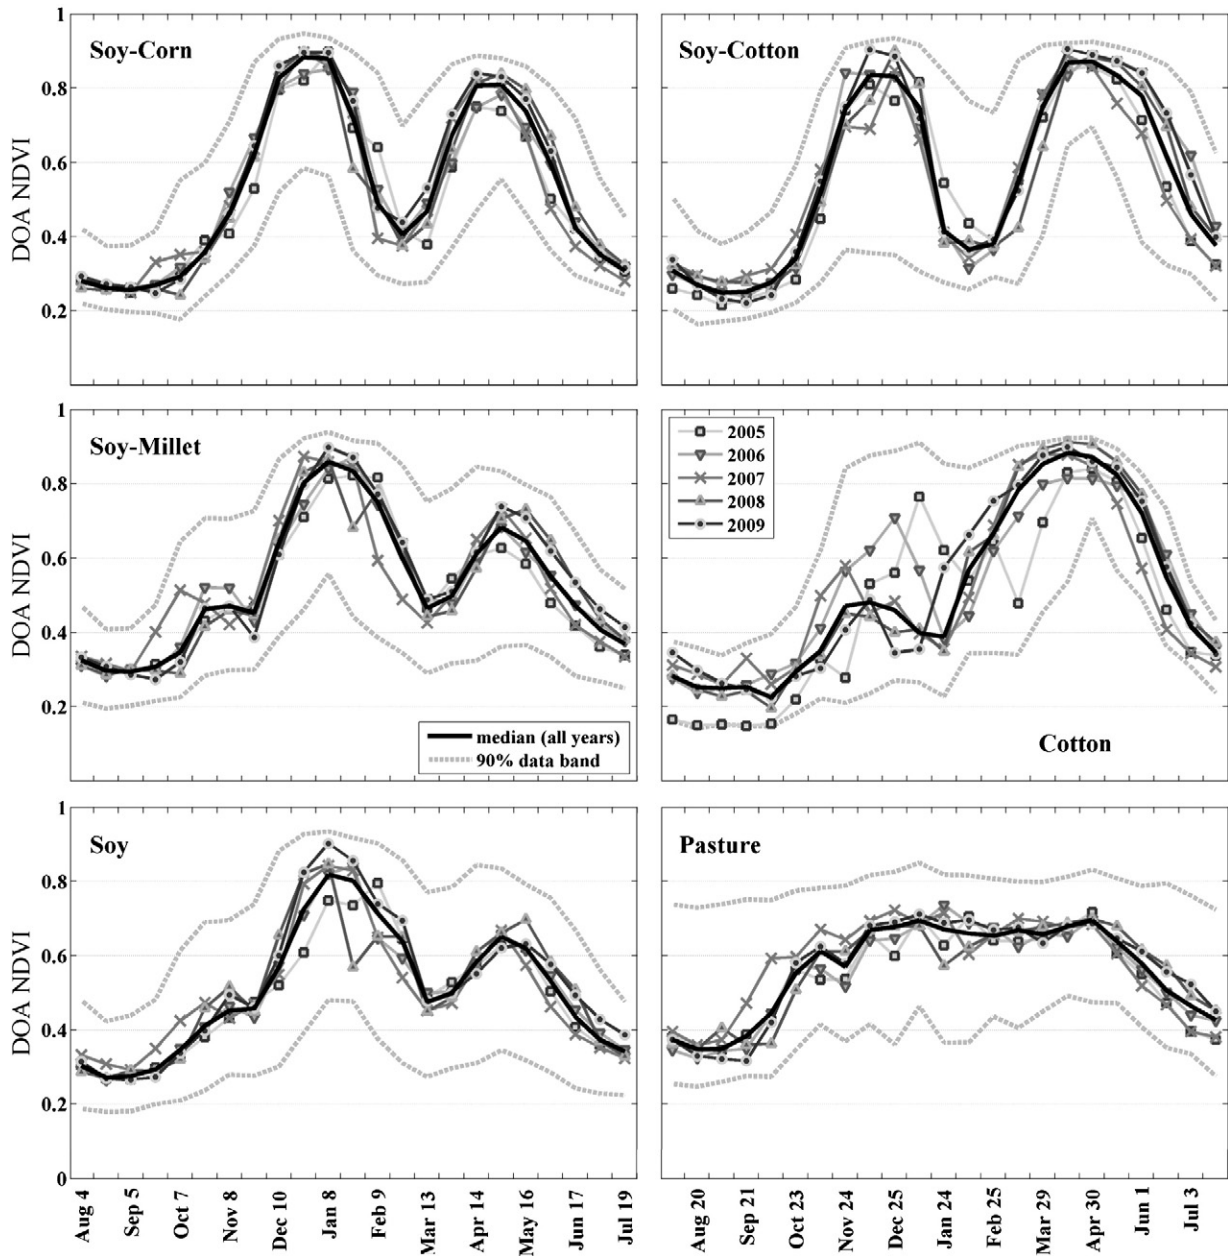 Soy-Corn
Soy-Cotton
1
0.8
0.6
0.4
0.2
DOA NDVI
Soy-Millet
median (all years)
90% data band
1
0.8
0.6
0.4
0.2
DOA NDVI
2005
2006
2007
2008
2009
Cotton
Soy
Pasture
1
0.8
0.6
0.4
0.2
0
DOA NDVI
Aug 4
Sep 5
Oct 7
Nov 8
Dec 10
Jan 8
Feb 9
Mar 13
Apr 14
May 16
Jun 17
Jul 19
Aug 20
Sep 21
Oct 23
Nov 24
Dec 25
Jan 24
Feb 25
Mar 29
Apr 30
Jun 1
Jul 3